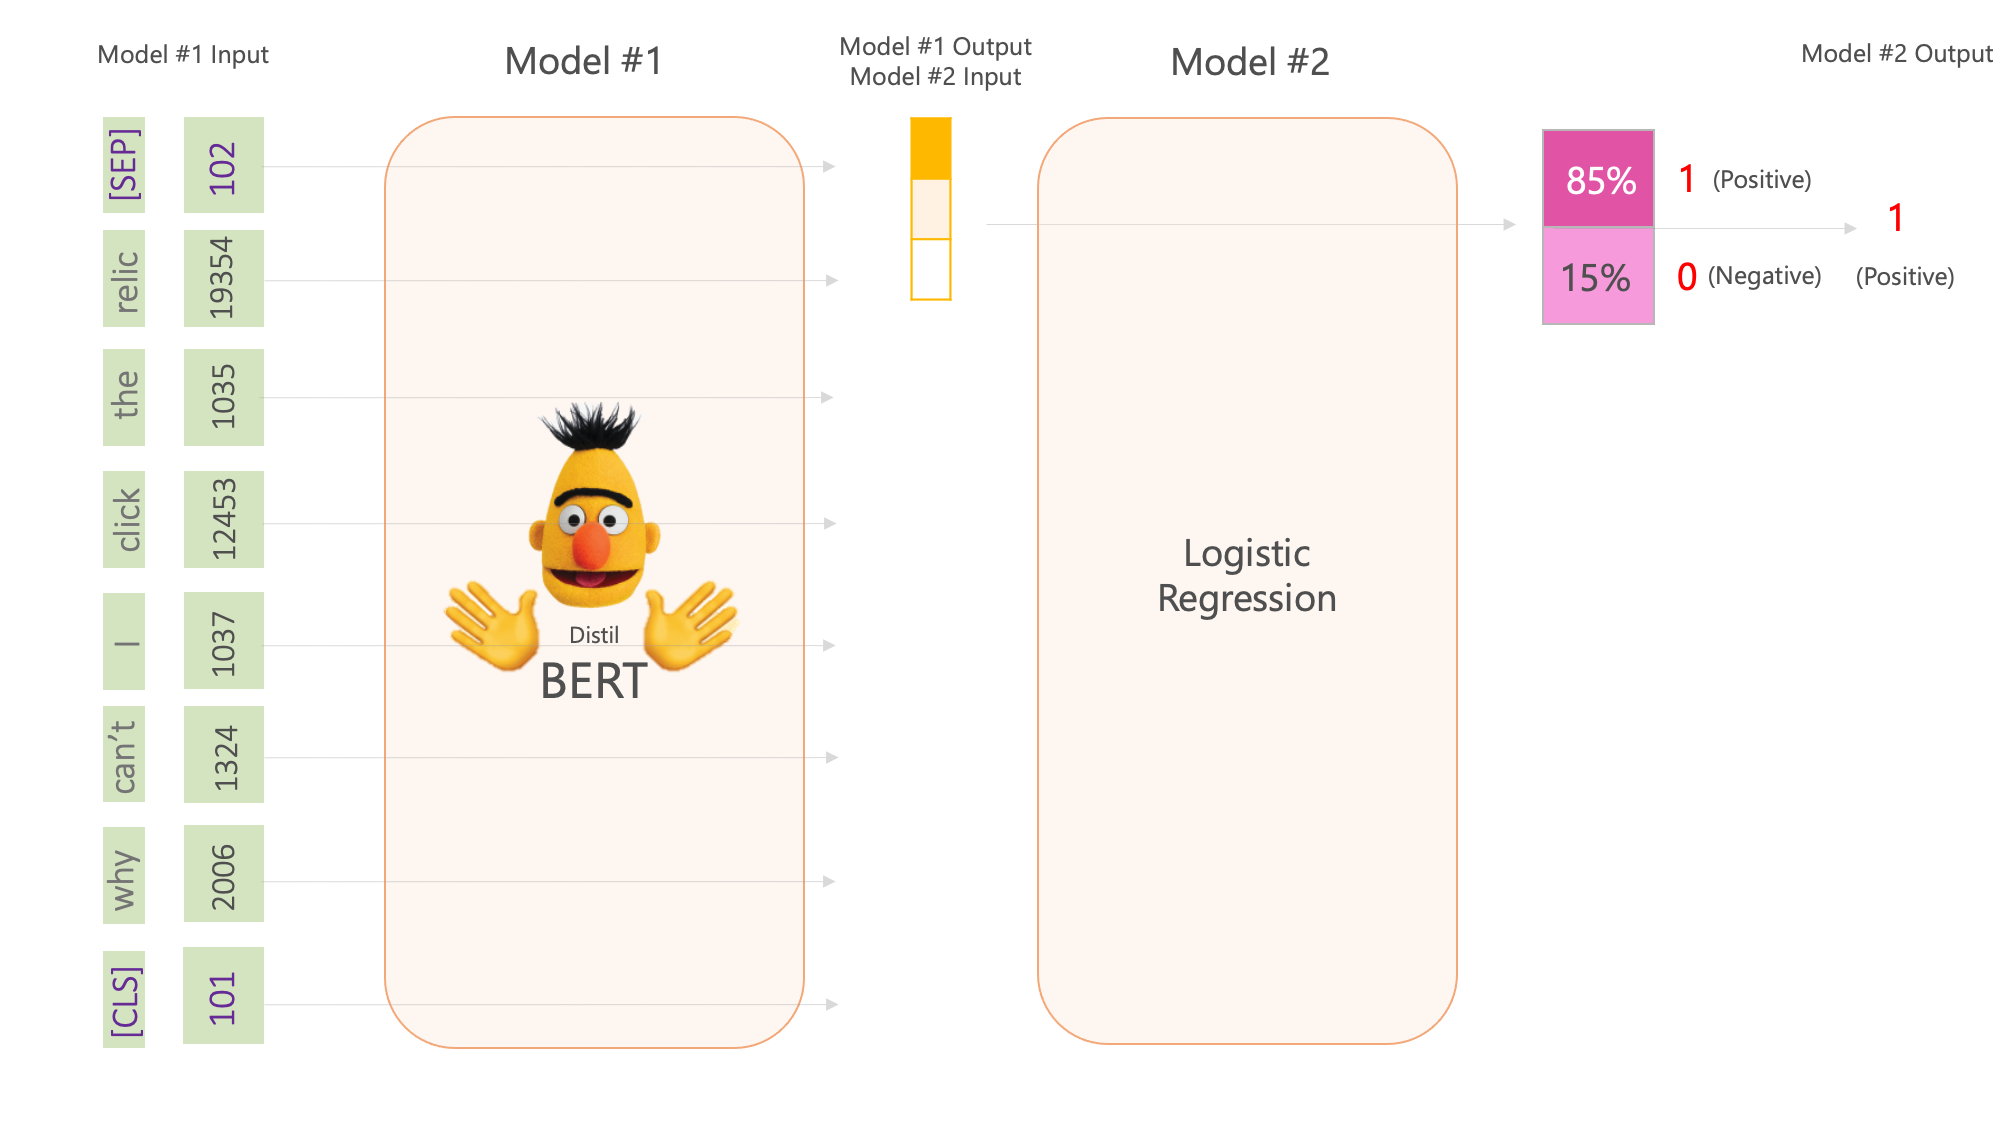 Model #1 Input
Model #1
Model #1 Output
Model #2 Input
Model #2
Model #2 Output
[SEP] 102
relic 19354
the 1035
click 12453
I 1037
can't 1324
why 2006
[CLS] 101
Distil
BERT
Logistic
Regression
85% 1 (Positive)
15% 0 (Negative)
1
(Positive)